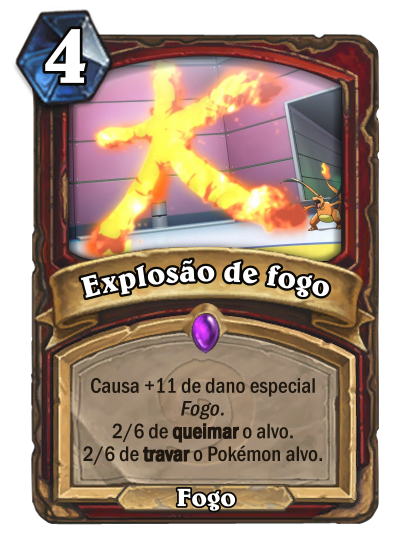 4
Explosão de fogo
Causa +11 de dano especial
Fogo.
2/6 de queimar o alvo.
2/6 de travar o Pokémon alvo.
Fogo